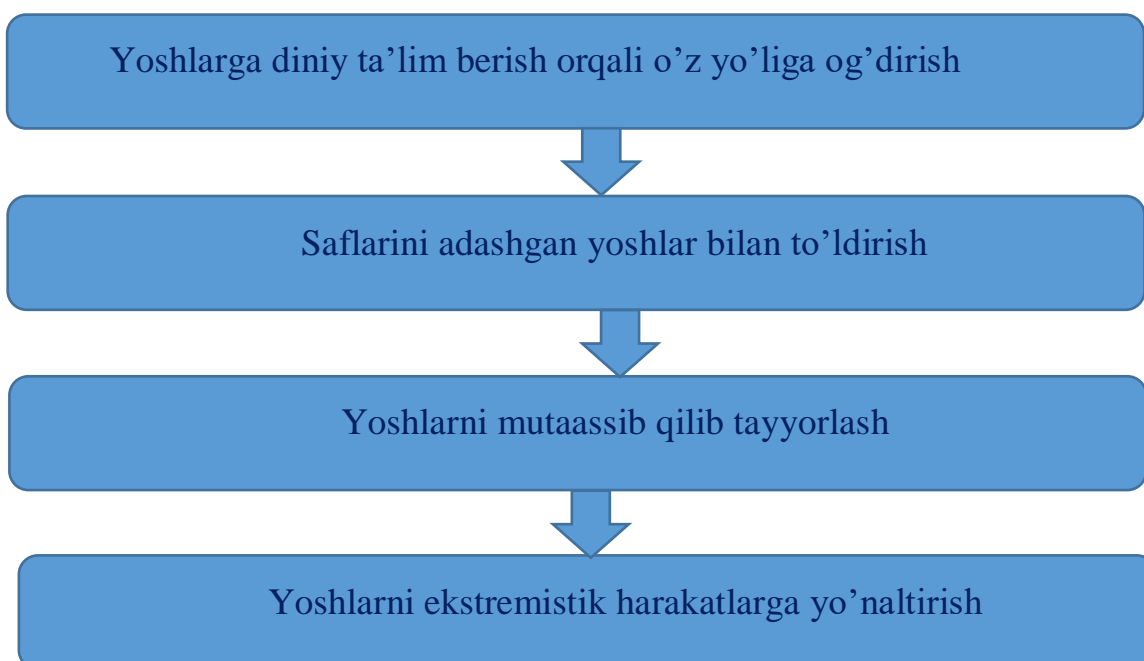 Yoshlarga diniy ta’lim berish orqali o’z yo’liga og’dirish
Saflarini adashgan yoshlar bilan to’ldirish
Yoshlarni mutaassib qilib tayyorlash
Yoshlarni ekstremistik harakatlarga yo’naltirish